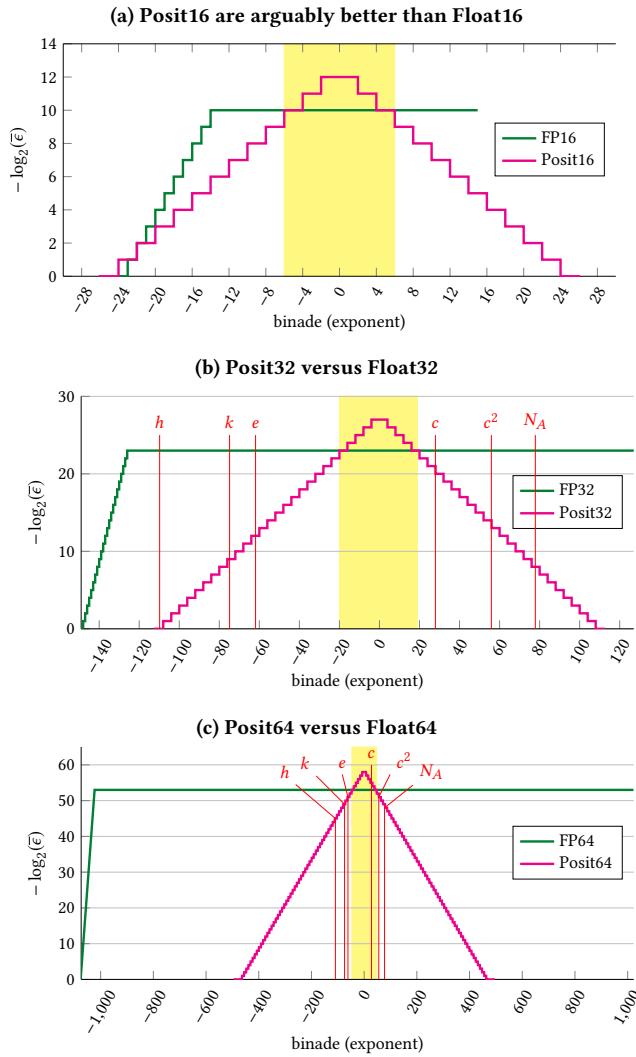 (a) Posit16 are arguably better than Float16
14
12
10
8
6
4
2
0
− log₂(ε̄)
FP16
Posit16
−28 −24 −20 −16 −12 −8 −4 0 4 8 12 16 20 24 28
binade (exponent)
(b) Posit32 versus Float32
30
20
10
0
− log₂(ε̄)
h k e c c² N_A
FP32
Posit32
−140 −120 −100 −80 −60 −40 −20 0 20 40 60 80 100 120
binade (exponent)
(c) Posit64 versus Float64
60
50
40
30
20
10
0
− log₂(ε̄)
h k e c c² N_A
FP64
Posit64
−1,000 −800 −600 −400 −200 0 200 400 600 800 1,000
binade (exponent)